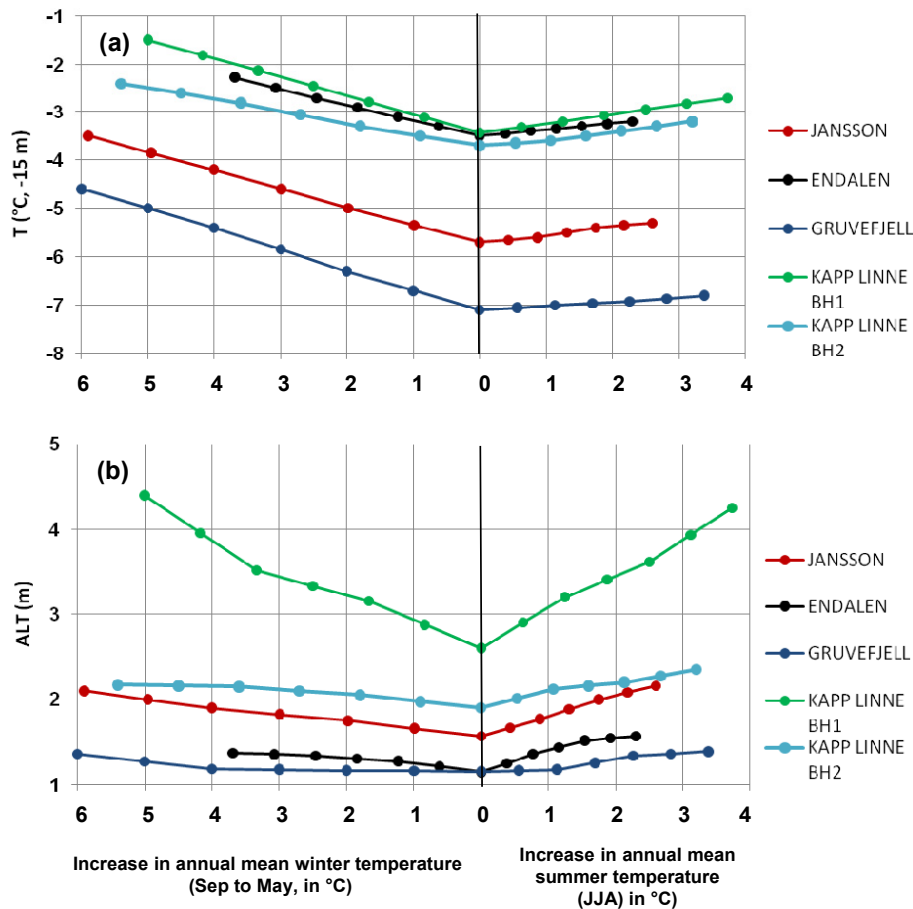 (a)
-1
-2
-3
-4
-5
-6
-7
-8
T (°C, -15 m)
6 5 4 3 2 1 0 1 2 3 4
JANSSON
ENDALEN
GRUVEFJELL
KAPP LINNE
BH1
KAPP LINNE
BH2
(b)
5
4
3
2
1
ALT (m)
6 5 4 3 2 1 0 1 2 3 4
JANSSON
ENDALEN
GRUVEFJELL
KAPP LINNE
BH1
KAPP LINNE
BH2
Increase in annual mean winter temperature
(Sep to May, in °C)
Increase in annual mean
summer temperature
(JJA) in °C)